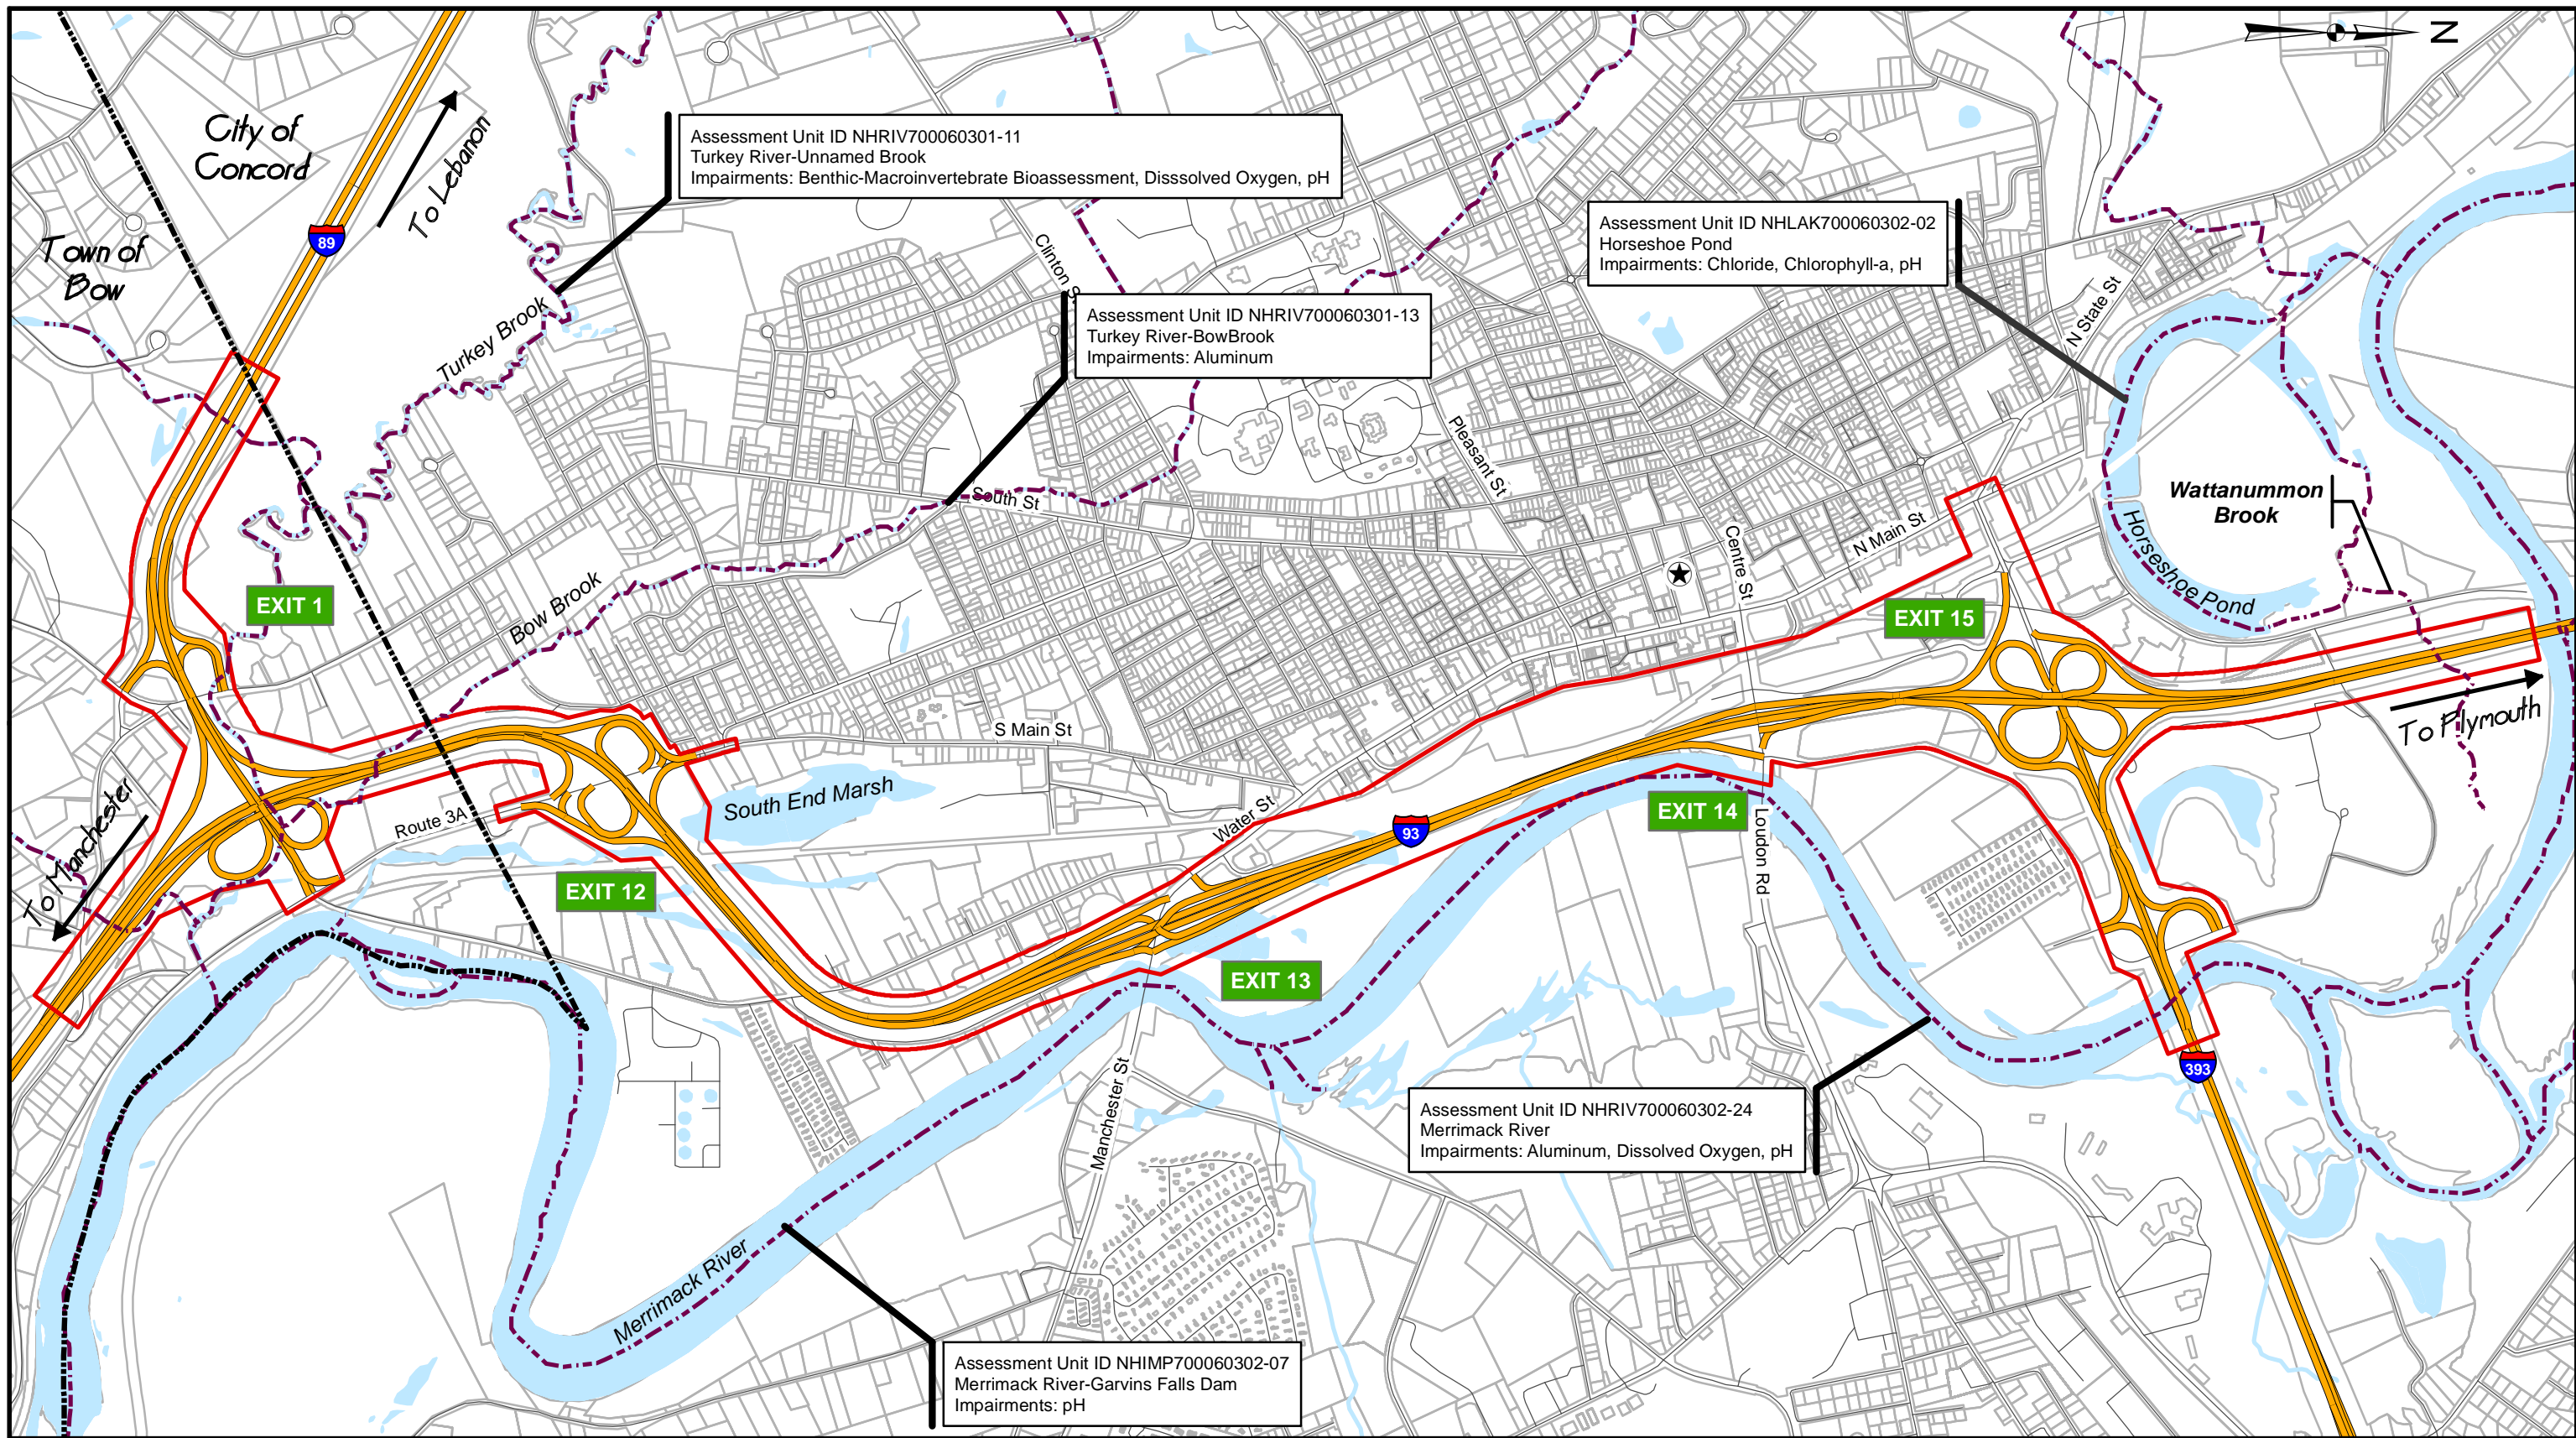 N
City of
Concord
To Lebanon
89
Town of
Bow
Assessment Unit ID NHRIV700060301-11
Turkey River-Unnamed Brook
Impairments: Benthic-Macroinvertebrate Bioassessment, Disssolved Oxygen, pH
Assessment Unit ID NHLAK700060302-02
Horseshoe Pond
Impairments: Chloride, Chlorophyll-a, pH
Clinton S
Assessment Unit ID NHRIV700060301-13
Turkey River-BowBrook
Impairments: Aluminum
N State St
Turkey Brook
Pleasant St
South St
Wattanummon
Brook
Centre St
N Main St
Horseshoe Pond
EXIT 1
Bow Brook
EXIT 15
S Main St
To Plymouth
South End Marsh
To Manchester
Route 3A
Water St
93
EXIT 14
Loudon Rd
EXIT 12
EXIT 13
393
Manchester St
Assessment Unit ID NHRIV700060302-24
Merrimack River
Impairments: Aluminum, Dissolved Oxygen, pH
Merrimack River
Assessment Unit ID NHIMP700060302-07
Merrimack River-Garvins Falls Dam
Impairments: pH